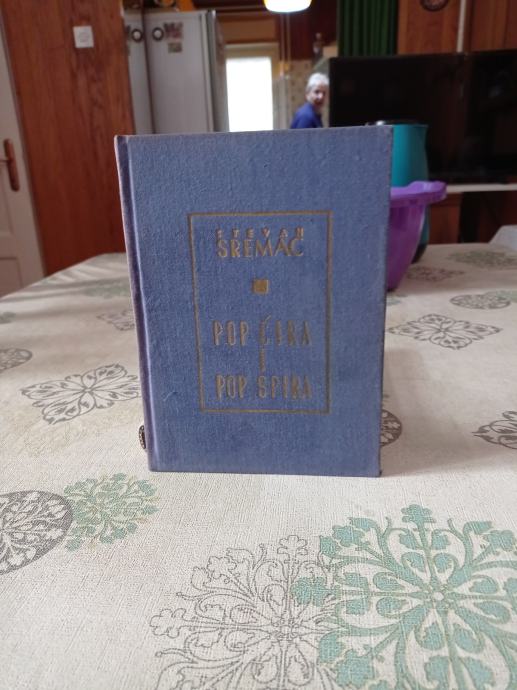 STEVAN
SREMAC
POP ĆIRA
I
POP SPIRA